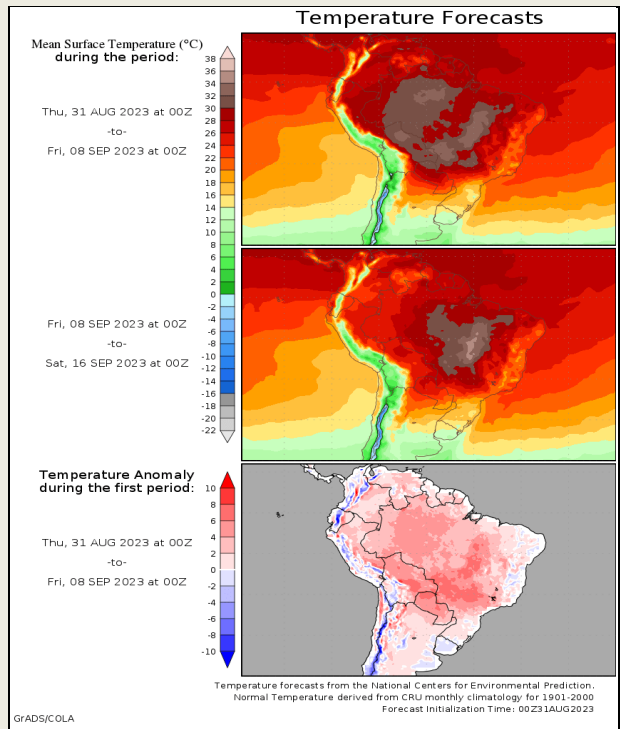 Temperature Forecasts
Mean Surface Temperature (°C)
during the period:
Thu, 31 AUG 2023 at 00Z
-to-
Fri, 08 SEP 2023 at 00Z
38
36
34
32
30
28
26
24
22
20
18
16
14
12
10
8
6
4
2
0
-2
-4
-6
-8
-10
-12
-14
-16
-18
-20
-22
Fri, 08 SEP 2023 at 00Z
-to-
Sat, 16 SEP 2023 at 00Z
Temperature Anomaly
during the first period:
Thu, 31 AUG 2023 at 00Z
-to-
Fri, 08 SEP 2023 at 00Z
10
8
6
4
2
0
-2
-4
-6
-8
-10
Temperature forecasts from the National Centers for Environmental Prediction.
Normal Temperature derived from CRU monthly climatology for 1901-2000
Forecast Initialization Time: 00Z31AUG2023
GrADS/COLA